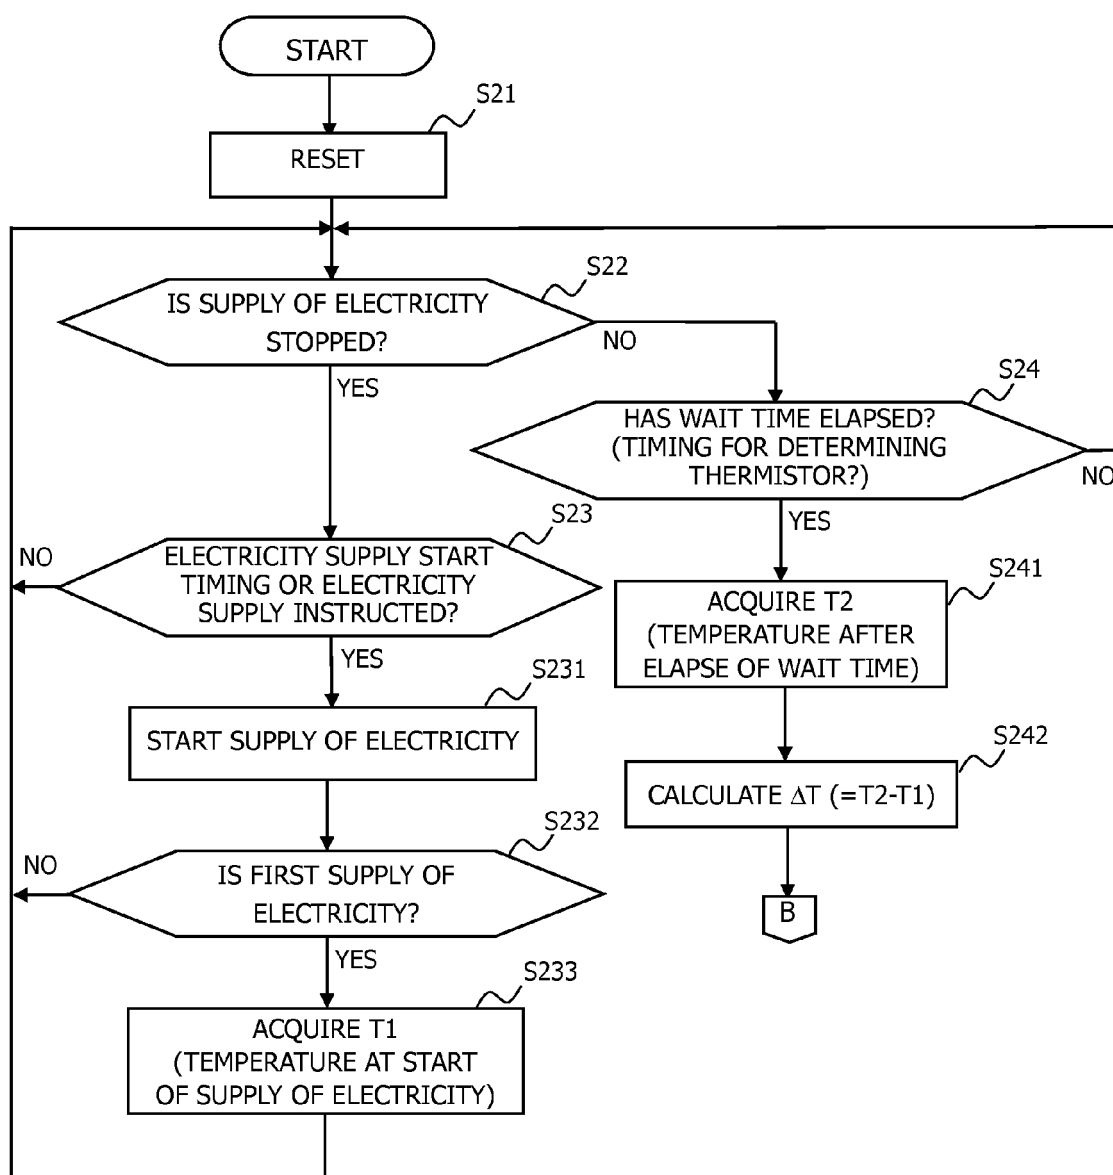 START
S21
RESET
S22
IS SUPPLY OF ELECTRICITY
STOPPED?
NO
YES
S24
HAS WAIT TIME ELAPSED?
(TIMING FOR DETERMINING
THERMISTOR?)
NO
YES
S23
NO
ELECTRICITY SUPPLY START
TIMING OR ELECTRICITY
SUPPLY INSTRUCTED?
YES
S241
ACQUIRE T2
(TEMPERATURE AFTER
ELAPSE OF WAIT TIME)
S231
START SUPPLY OF ELECTRICITY
S242
CALCULATE ΔT (=T2-T1)
S232
NO
IS FIRST SUPPLY OF
ELECTRICITY?
B
YES
S233
ACQUIRE T1
(TEMPERATURE AT START
OF SUPPLY OF ELECTRICITY)